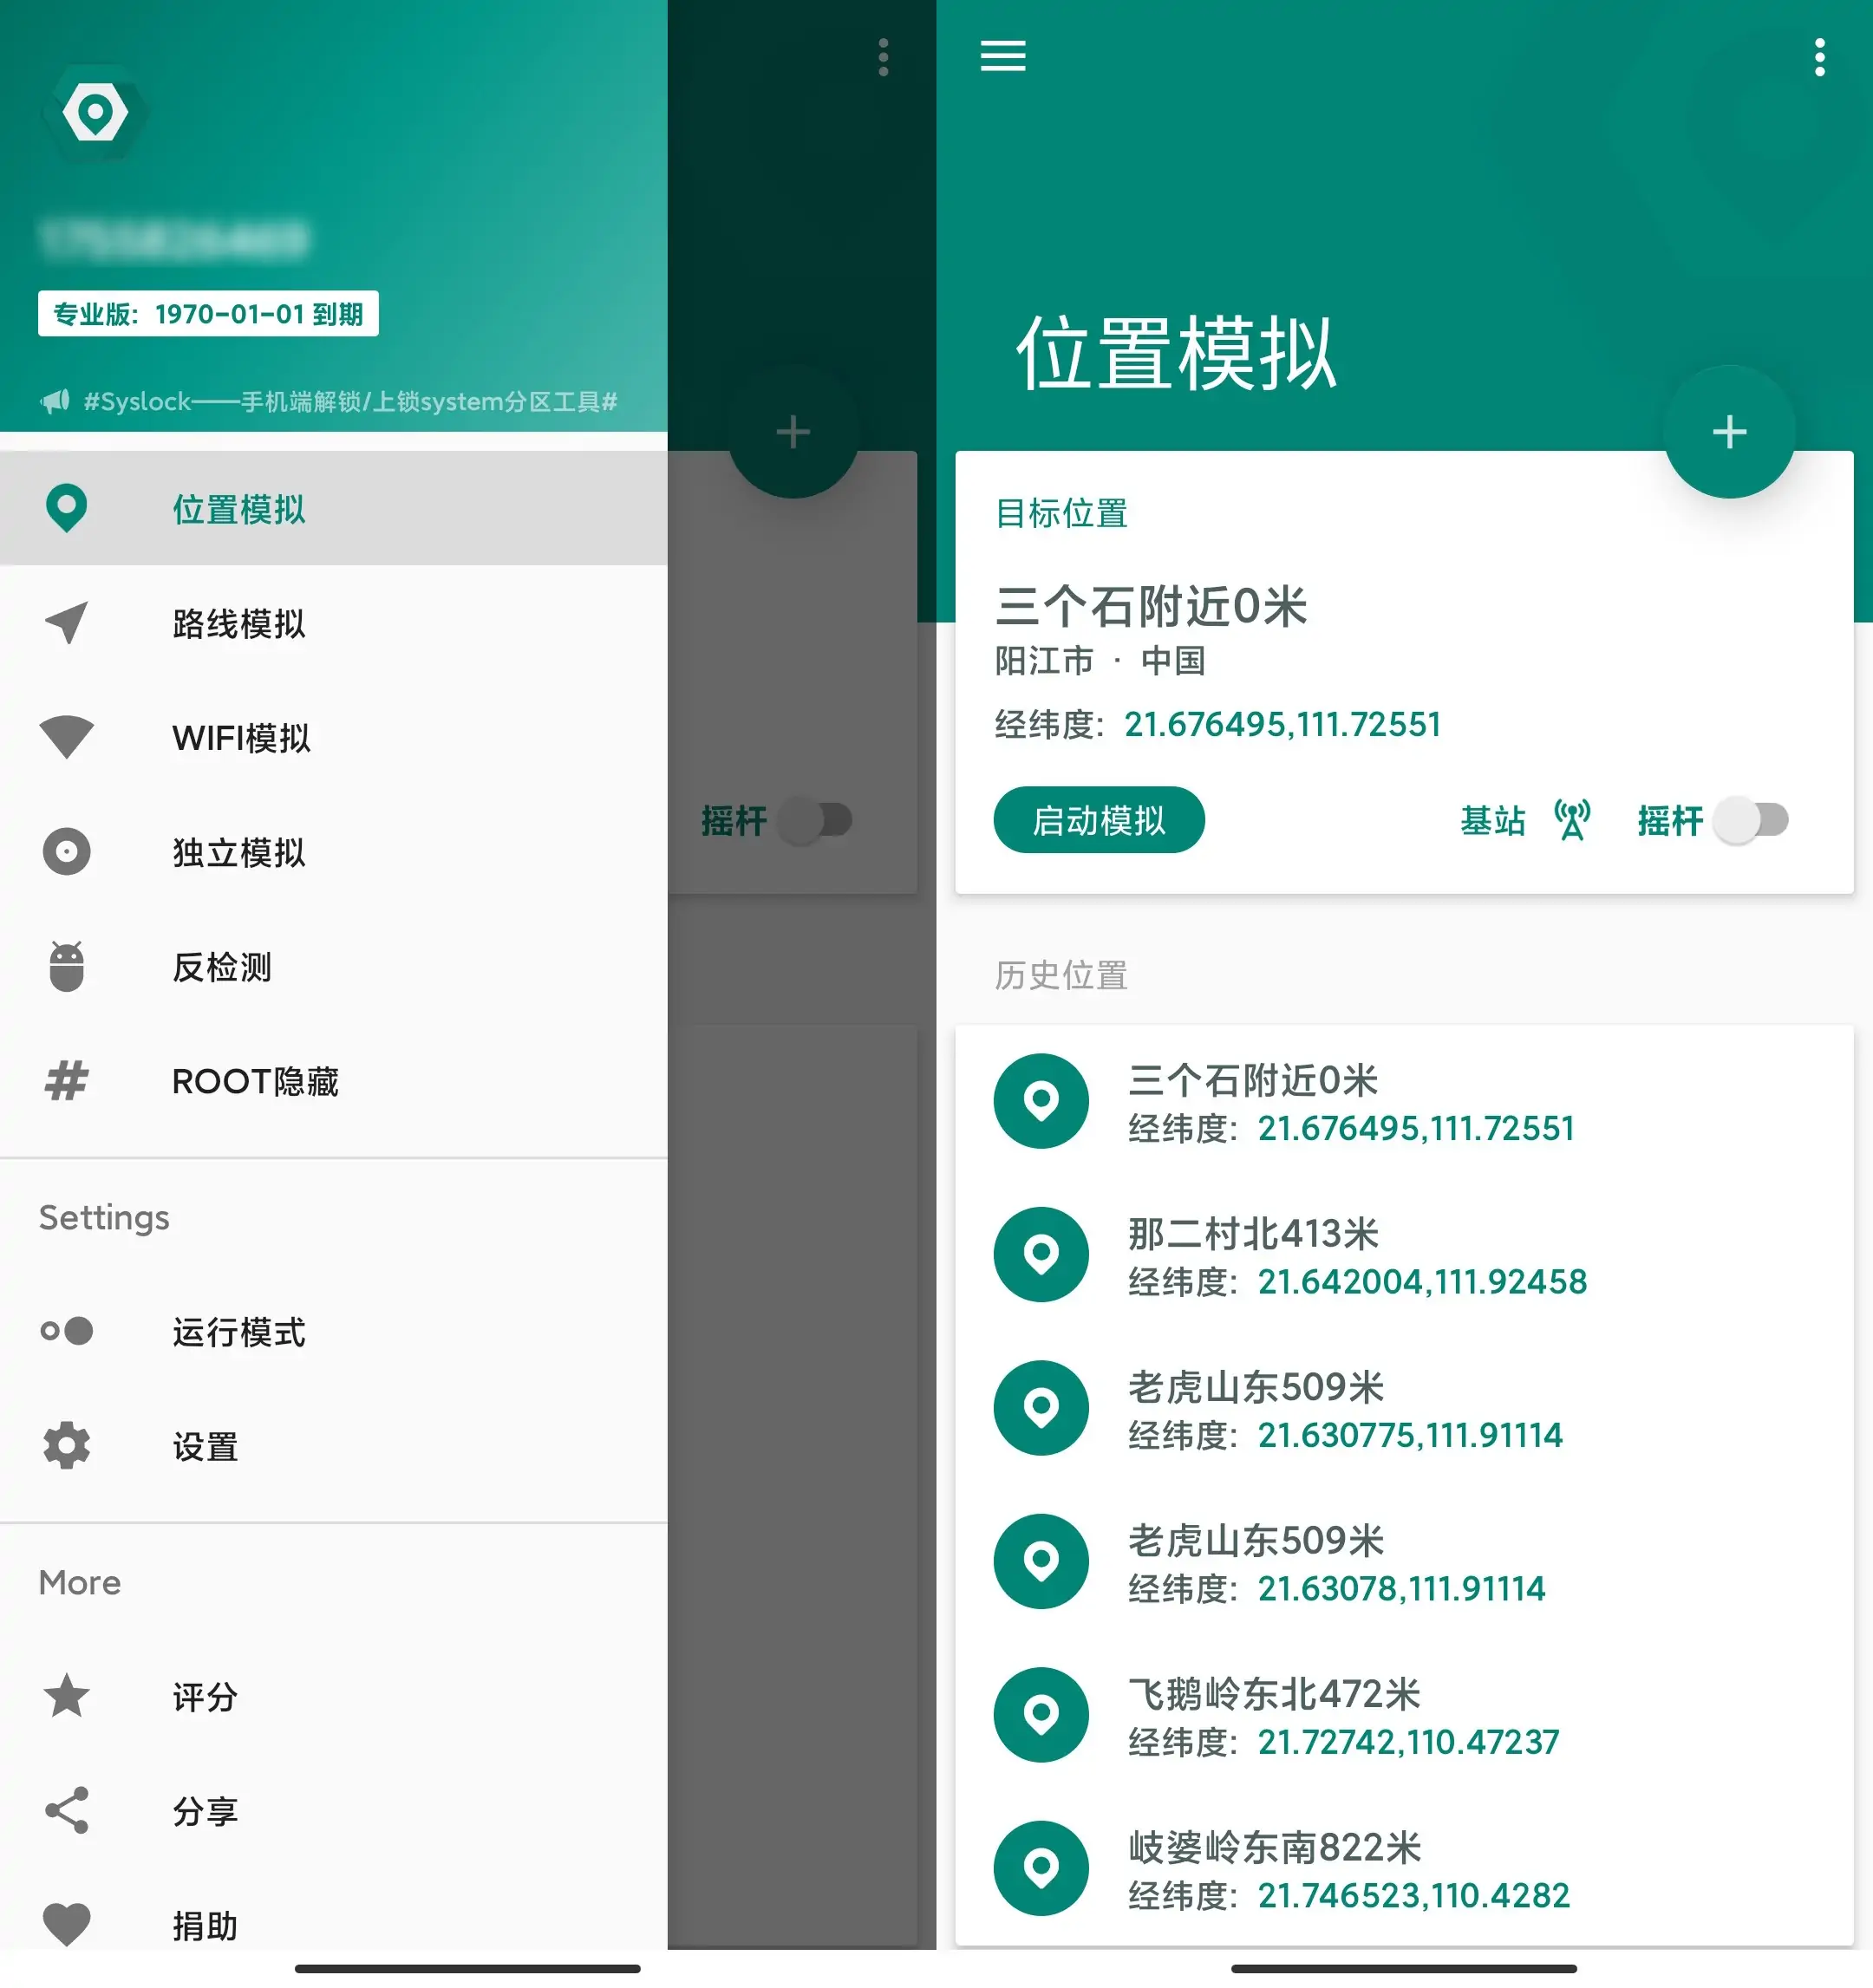 专业版：1970-01-01 到期
#Syslock——手机端解锁/上锁system分区工具#
位置模拟
路线模拟
WIFI模拟
独立模拟
反检测
ROOT隐藏
Settings
运行模式
设置
More
评分
分享
捐助
摇杆
位置模拟
目标位置
三个石附近0米
阳江市 · 中国
经纬度：21.676495,111.72551
启动模拟 基站 摇杆
历史位置
三个石附近0米
经纬度：21.676495,111.72551
那二村北413米
经纬度：21.642004,111.92458
老虎山东509米
经纬度：21.630775,111.91114
老虎山东509米
经纬度：21.63078,111.91114
飞鹅岭东北472米
经纬度：21.72742,110.47237
岐婆岭东南822米
经纬度：21.746523,110.4282